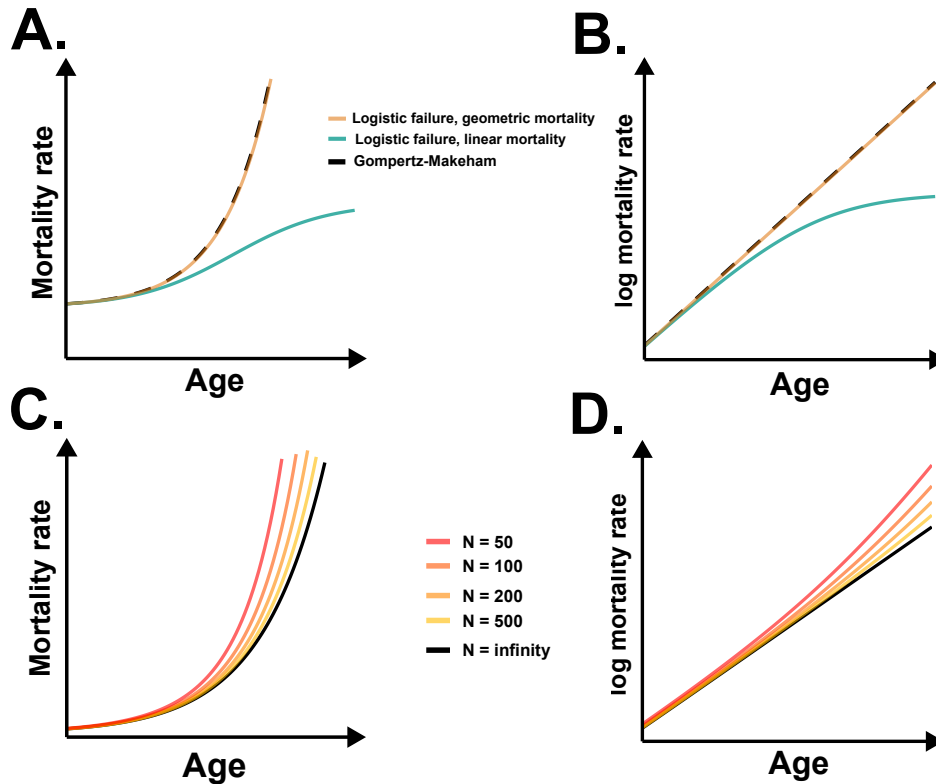 A.
Mortality rate
Age
Logistic failure, geometric mortality
Logistic failure, linear mortality
Gompertz-Makeham
B.
log mortality rate
Age
C.
Mortality rate
Age
N = 50
N = 100
N = 200
N = 500
N = infinity
D.
log mortality rate
Age